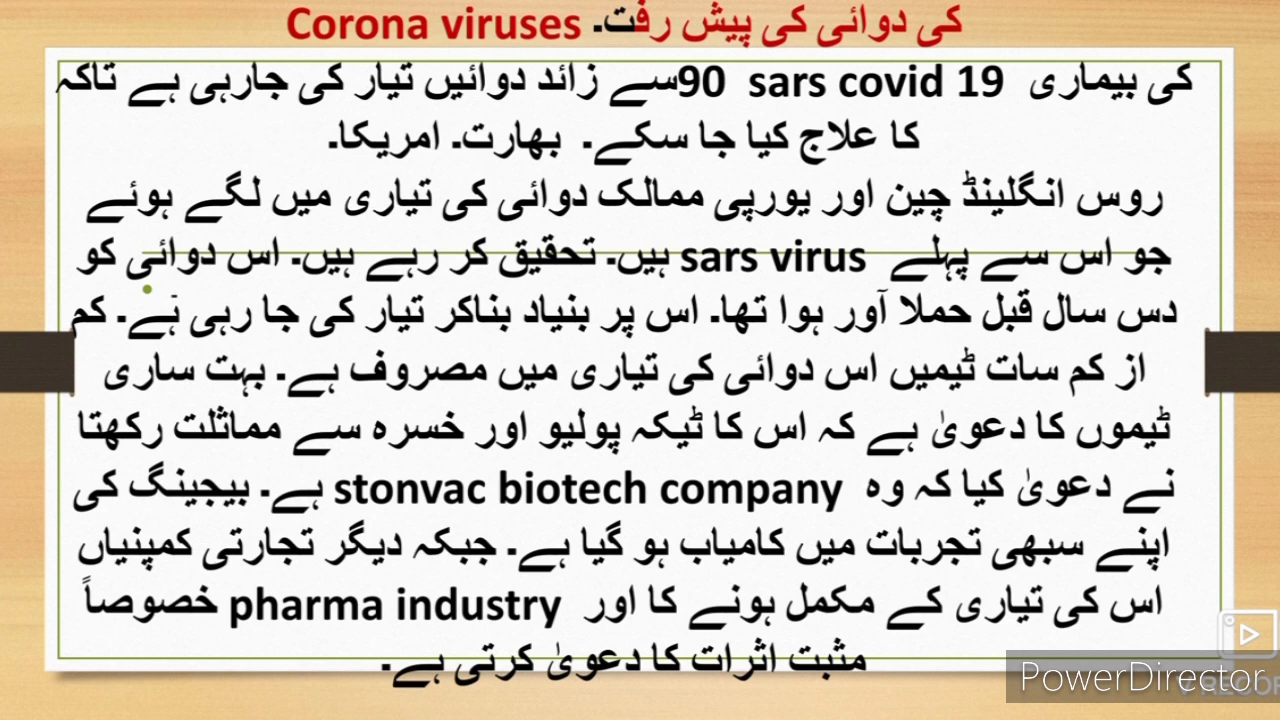 Corona viruses کی دوائی کی پیش رفت۔
کی بیماری sars covid 19 90سے زائد دوائیں تیار کی جارہی ہے تاکہ
کا علاج کیا جا سکے۔ بھارت۔ امریکا۔
روس انگلینڈ چین اور یورپی ممالک دوائی کی تیاری میں لگے ہوئے
جو اس سے پہلے sars virus ہیں۔ تحقیق کر رہے ہیں۔ اس دوائی کو
دس سال قبل حملا آور ہوا تھا۔ اس پر بنیاد بناکر تیار کی جا رہی ہے۔ کم
از کم سات ٹیمیں اس دوائی کی تیاری میں مصروف ہے۔ بہت ساری
ٹیموں کا دعویٰ ہے کہ اس کا ٹیکہ پولیو اور خسرہ سے مماثلت رکھتا
نے دعویٰ کیا کہ وہ stonvac biotech company ہے۔ بیجینگ کی
اپنے سبھی تجربات میں کامیاب ہو گیا ہے۔ جبکہ دیگر تجارتی کمپنیاں
اس کی تیاری کے مکمل ہونے کا اور pharma industry خصوصاً
مثبت اثرات کا دعویٰ کرتی ہے۔
PowerDirector